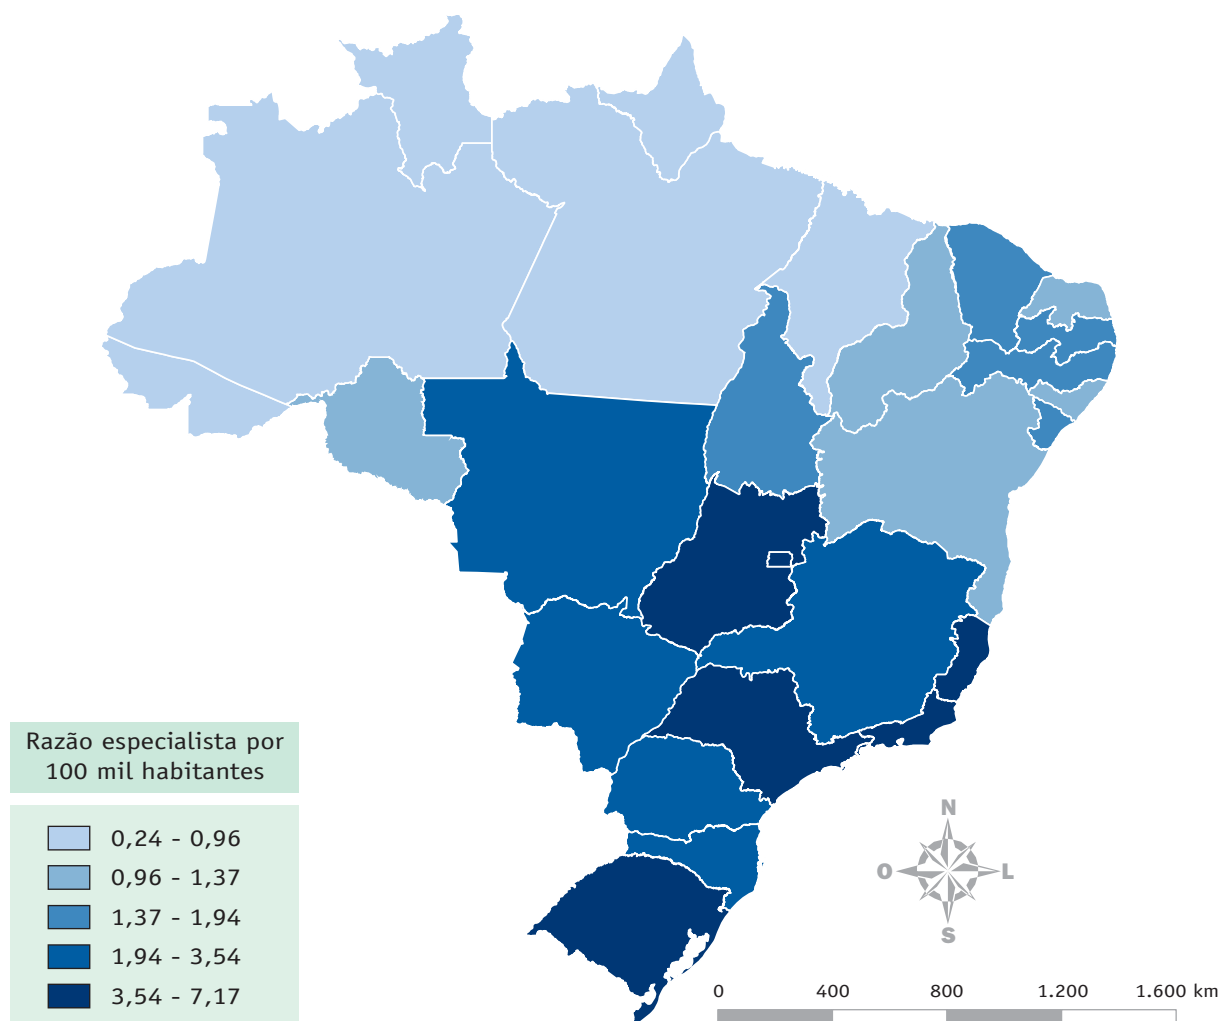 Razão especialista por
100 mil habitantes
0,24 - 0,96
0,96 - 1,37
1,37 - 1,94
1,94 - 3,54
3,54 - 7,17
N
O
L
S
0 400 800 1.200 1.600 km